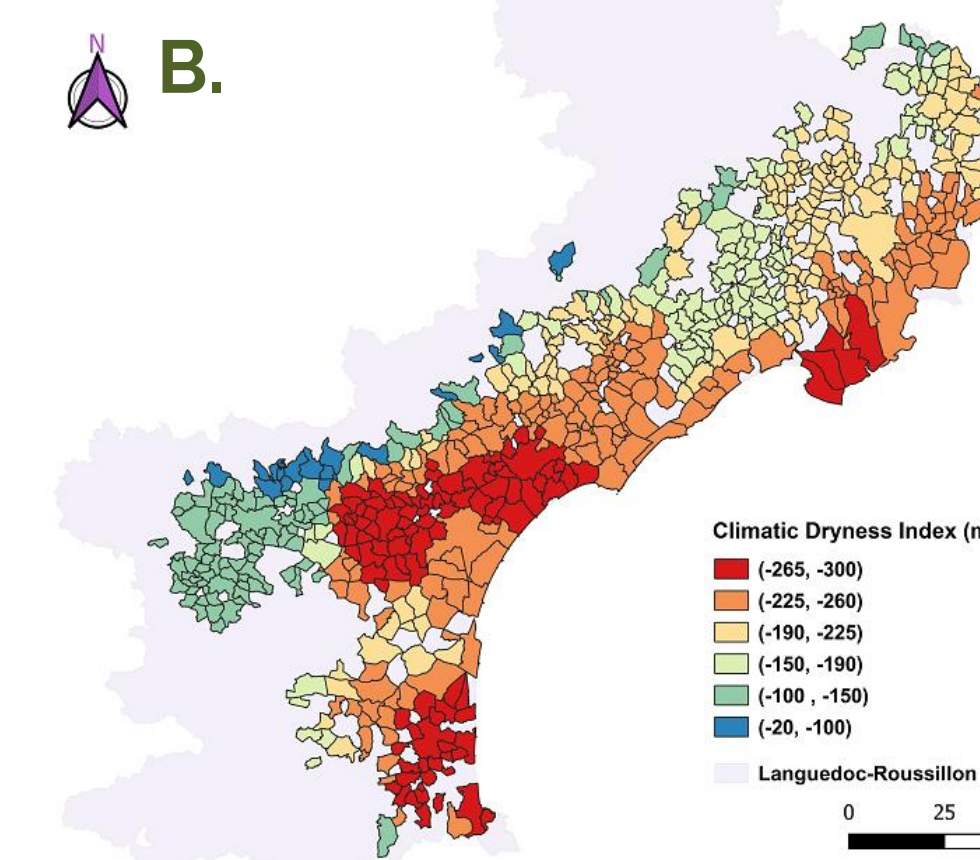 N
B.
Climatic Dryness Index (
(-265, -300)
(-225, -260)
(-190, -225)
(-150, -190)
(-100 , -150)
(-20, -100)
Languedoc-Roussillon
0 25